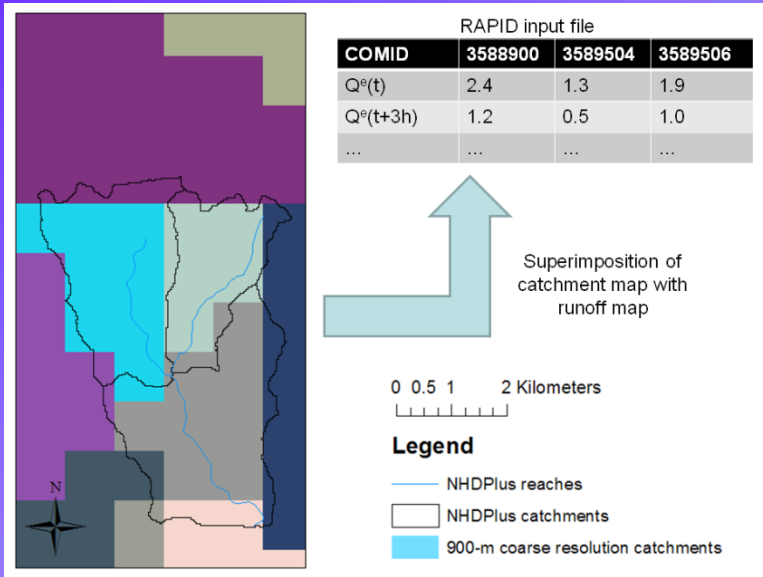 RAPID input file
COMID 3588900 3589504 3589506
Qᵉ(t) 2.4 1.3 1.9
Qᵉ(t+3h) 1.2 0.5 1.0
... ... ... ...
Superimposition of
catchment map with
runoff map
0 0.5 1 2 Kilometers
Legend
NHDPlus reaches
NHDPlus catchments
900-m coarse resolution catchments
N